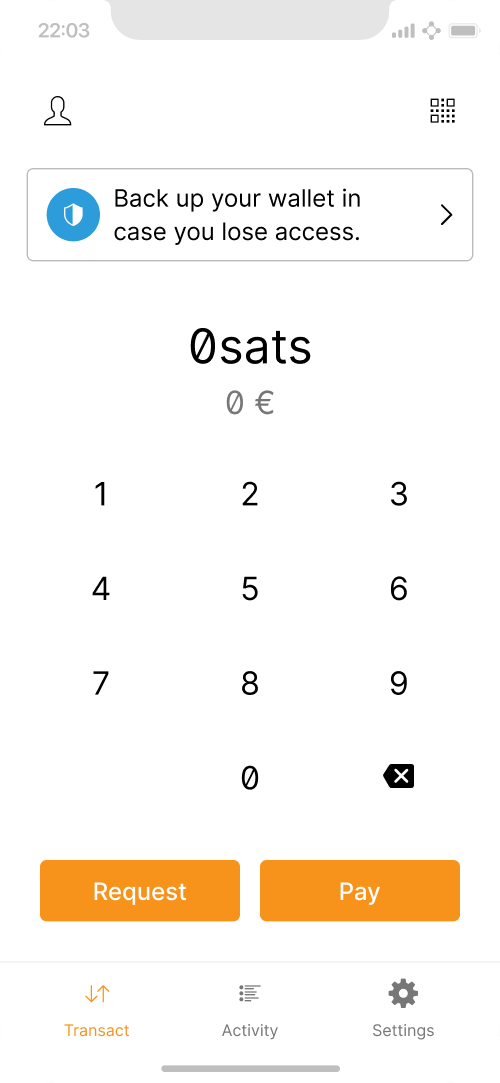 22:03
Back up your wallet in
case you lose access.
0sats
0 €
1 2 3
4 5 6
7 8 9
0
Request Pay
Transact Activity Settings